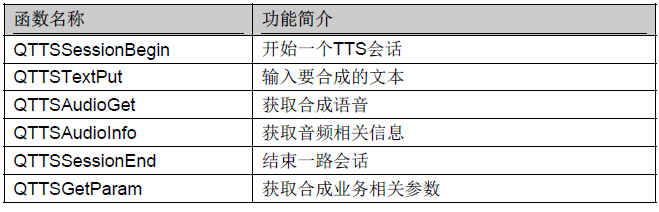 函数名称 功能简介
QTTSSessionBegin 开始一个TTS会话
QTTSTextPut 输入要合成的文本
QTTSAudioGet 获取合成语音
QTTSAudioInfo 获取音频相关信息
QTTSSessionEnd 结束一路会话
QTTSGetParam 获取合成业务相关参数